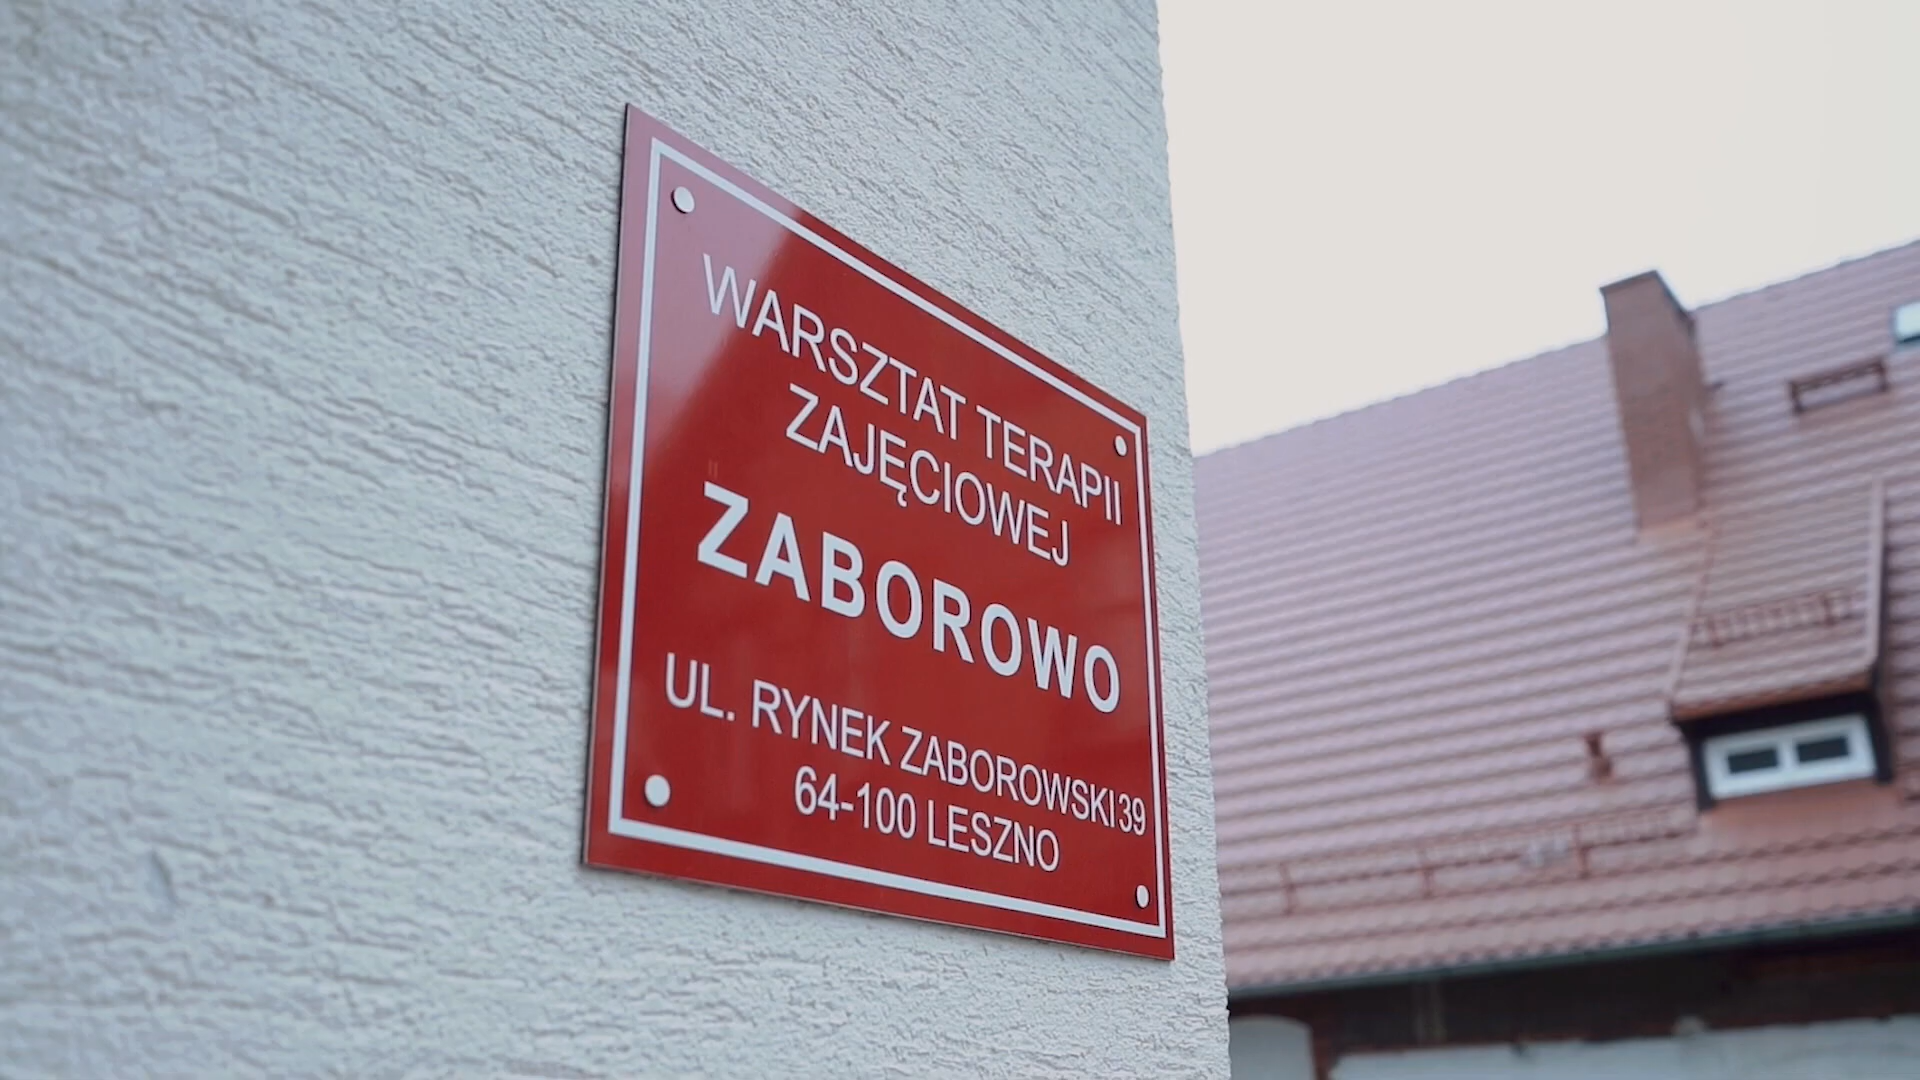 WARSZTAT TERAPII
ZAJĘCIOWEJ
ZABOROWO
UL. RYNEK ZABOROWSKI 39
64-100 LESZNO